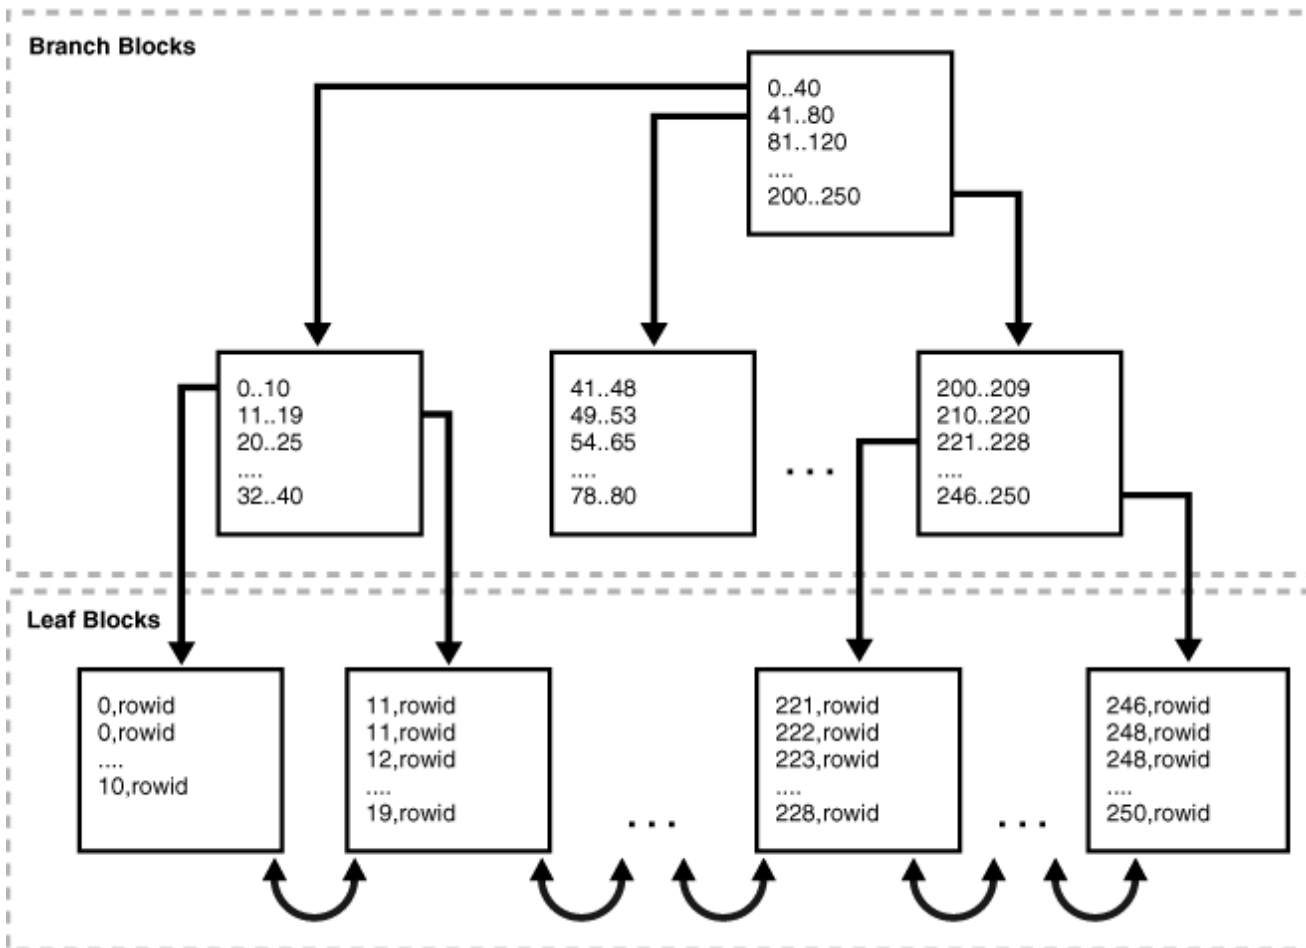 Branch Blocks
0..40
41..80
81..120
....
200..250
0..10
11..19
20..25
....
32..40
41..48
49..53
54..65
....
78..80
...
200..209
210..220
221..228
....
246..250
Leaf Blocks
0,rowid
0,rowid
....
10,rowid
11,rowid
11,rowid
12,rowid
....
19,rowid
...
221,rowid
222,rowid
223,rowid
....
228,rowid
...
246,rowid
248,rowid
248,rowid
....
250,rowid